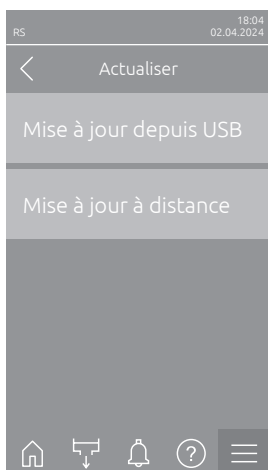 18:04
RS 02.04.2024
Actualiser
Mise à jour depuis USB
Mise à jour à distance
?